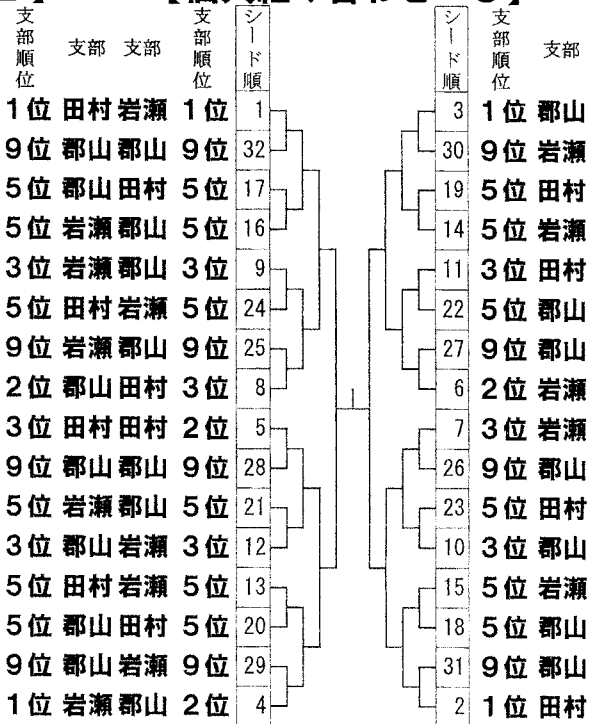 支部順位 支部 支部 支部順位 シード順 シード順 支部順位 支部
1位 田村 岩瀬 1位 1 3 1位 郡山
9位 郡山 郡山 9位 32 30 9位 岩瀬
5位 郡山 田村 5位 17 19 5位 田村
5位 岩瀬 郡山 5位 16 14 5位 岩瀬
3位 岩瀬 郡山 3位 9 11 3位 田村
5位 田村 岩瀬 5位 24 22 5位 郡山
9位 岩瀬 郡山 9位 25 27 9位 郡山
2位 郡山 田村 3位 8 6 2位 岩瀬
3位 田村 田村 2位 5 7 3位 岩瀬
9位 郡山 郡山 9位 28 26 9位 郡山
5位 岩瀬 郡山 5位 21 23 5位 田村
3位 郡山 岩瀬 3位 12 10 3位 郡山
5位 田村 岩瀬 5位 13 15 5位 岩瀬
5位 郡山 田村 5位 20 18 5位 郡山
9位 郡山 岩瀬 9位 29 31 9位 郡山
1位 岩瀬 郡山 2位 4 2 1位 田村